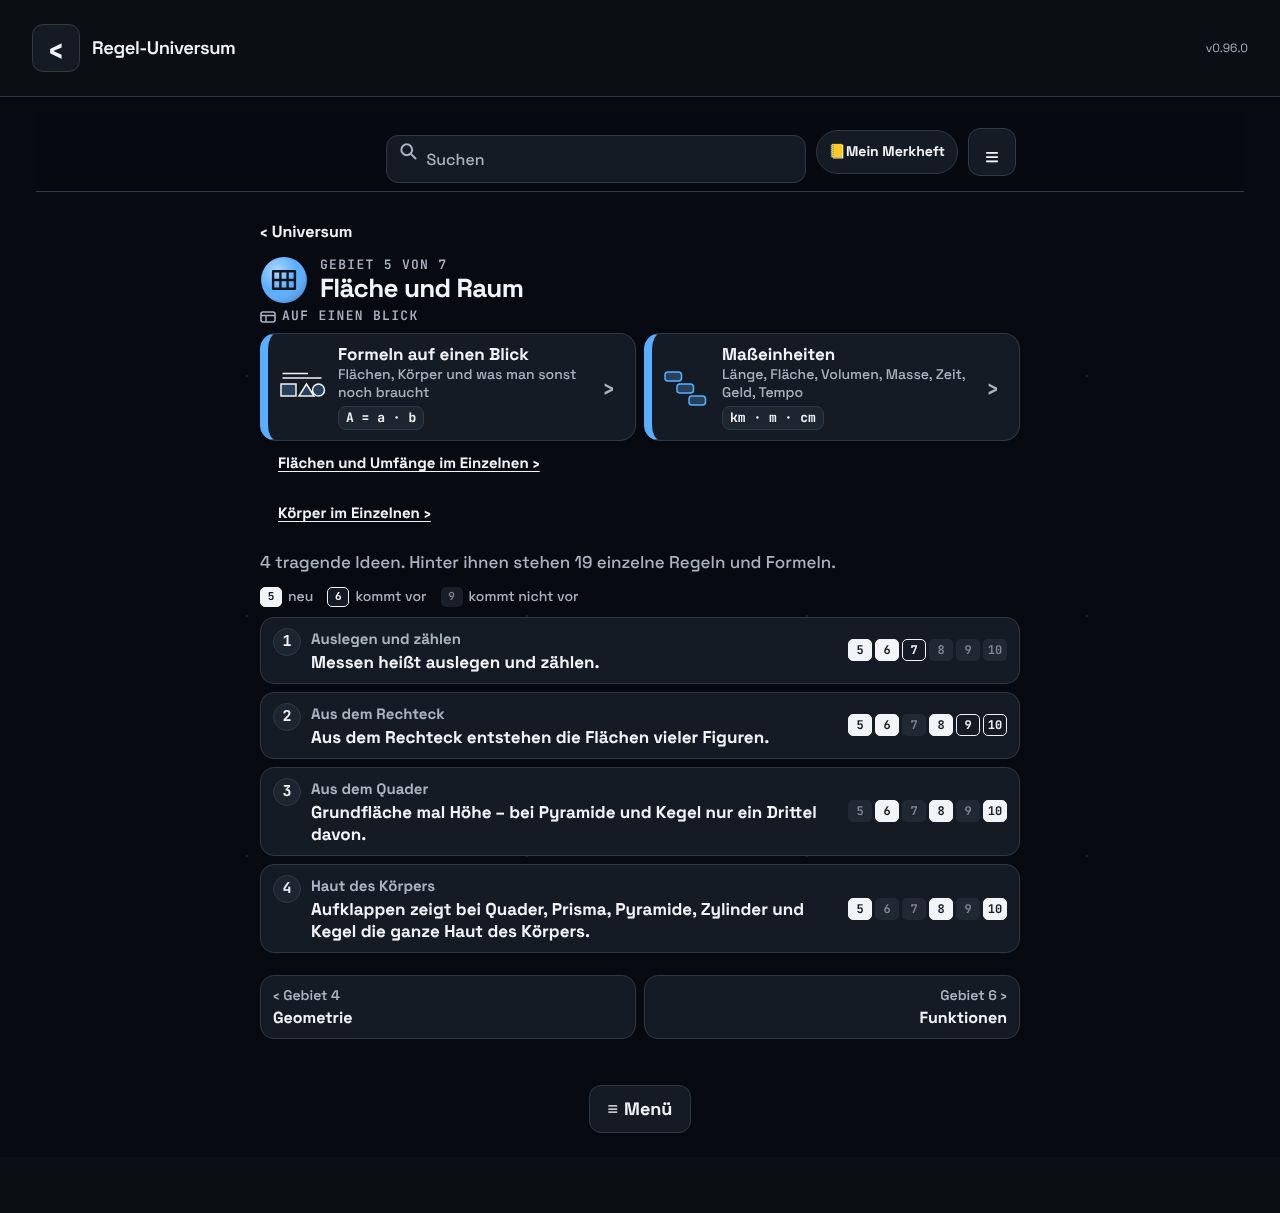 < Regel-Universum
v0.96.0
Suchen
Mein Merkheft
≡
< Universum
GEBIET 5 VON 7
Fläche und Raum
AUF EINEN BLICK
Formeln auf einen Blick
Flächen, Körper und was man sonst
noch braucht
A = a · b
>
Maßeinheiten
Länge, Fläche, Volumen, Masse, Zeit,
Geld, Tempo
km · m · cm
>
Flächen und Umfänge im Einzelnen >
Körper im Einzelnen >
4 tragende Ideen. Hinter ihnen stehen 19 einzelne Regeln und Formeln.
5 neu 6 kommt vor 9 kommt nicht vor
1 Auslegen und zählen
Messen heißt auslegen und zählen.
5 6 7 8 9 10
2 Aus dem Rechteck
Aus dem Rechteck entstehen die Flächen vieler Figuren.
5 6 7 8 9 10
3 Aus dem Quader
Grundfläche mal Höhe – bei Pyramide und Kegel nur ein Drittel
davon.
5 6 7 8 9 10
4 Haut des Körpers
Aufklappen zeigt bei Quader, Prisma, Pyramide, Zylinder und
Kegel die ganze Haut des Körpers.
5 6 7 8 9 10
< Gebiet 4
Geometrie
Gebiet 6 >
Funktionen
≡ Menü